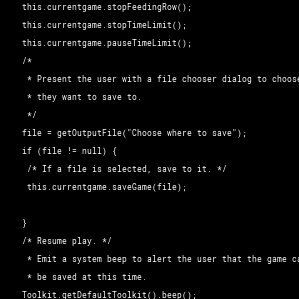 this.currentgame.stopFeedingRow();
this.currentgame.stopTimeLimit();
this.currentgame.pauseTimeLimit();
/*
* Present the user with a file chooser dialog to choose
* they want to save to.
*/
file = getOutputFile("Choose where to save");
if (file != null) {
/* If a file is selected, save to it. */
this.currentgame.saveGame(file);
}
/* Resume play. */
* Emit a system beep to alert the user that the game ca
* be saved at this time.
Toolkit.getDefaultToolkit().beep();